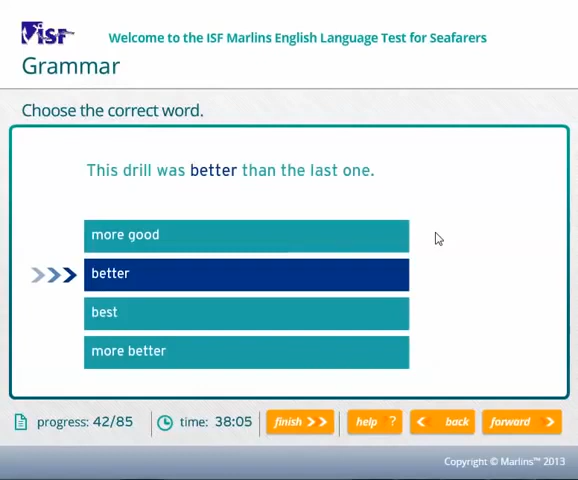 ISF
Welcome to the ISF Marlins English Language Test for Seafarers
Grammar
Choose the correct word.
This drill was better than the last one.
more good
better
best
more better
progress: 42/85
time: 38:05
finish >>
help ?
< back
forward >
Copyright © Marlins™ 2013